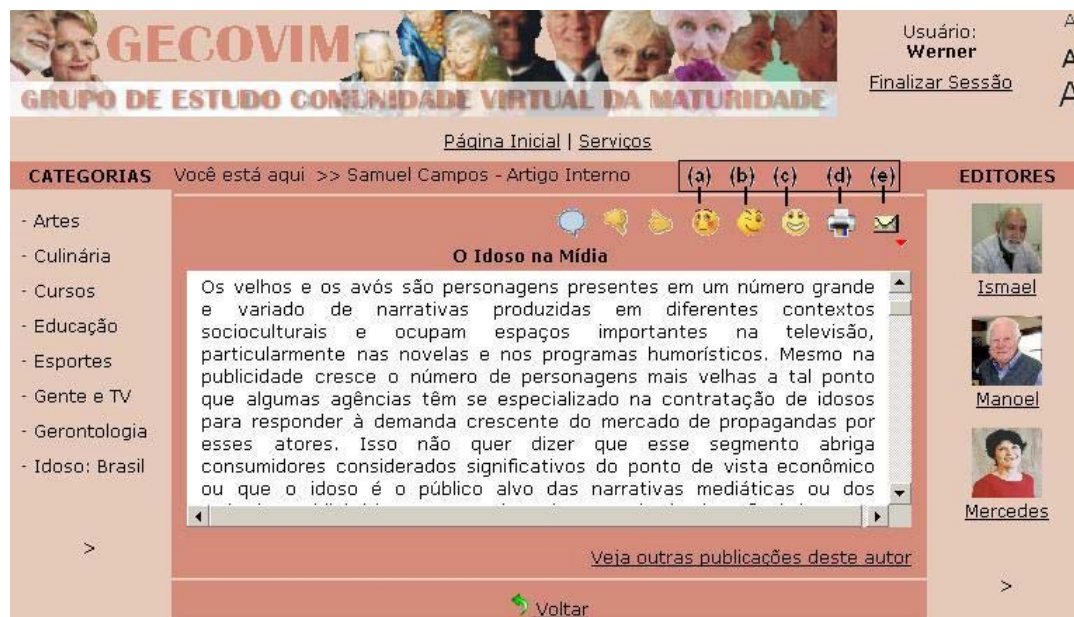 GECOVIM
GRUPO DE ESTUDO COMUNIDADE VIRTUAL DA MATURIDADE
Usuário:
Werner
Finalizar Sessão
A
A
A
Página Inicial | Serviços
CATEGORIAS
- Artes
- Culinária
- Cursos
- Educação
- Esportes
- Gente e TV
- Gerontologia
- Idoso: Brasil
>
Você está aqui >> Samuel Campos - Artigo Interno
(a) (b) (c) (d) (e)
O Idoso na Mídia
Os velhos e os avós são personagens presentes em um número grande
e variado de narrativas produzidas em diferentes contextos
socioculturais e ocupam espaços importantes na televisão,
particularmente nas novelas e nos programas humorísticos. Mesmo na
publicidade cresce o número de personagens mais velhas a tal ponto
que algumas agências têm se especializado na contratação de idosos
para responder à demanda crescente do mercado de propagandas por
esses atores. Isso não quer dizer que esse segmento abriga
consumidores considerados significativos do ponto de vista econômico
ou que o idoso é o público alvo das narrativas mediáticas ou dos
Veja outras publicações deste autor
Voltar
EDITORES
Ismael
Manoel
Mercedes
>